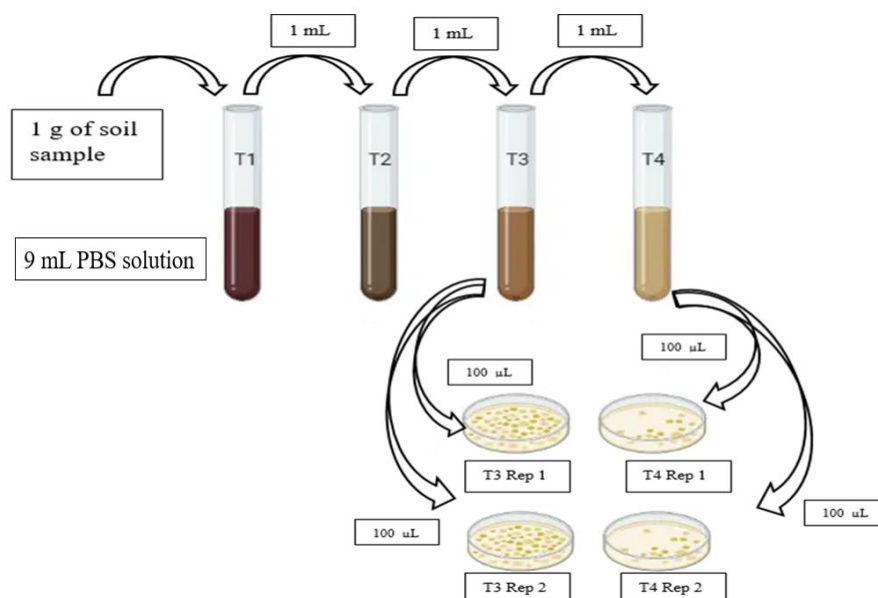 1 mL
1 mL
1 mL
1 g of soil
sample
T1
T2
T3
T4
9 mL PBS solution
100 uL
100 uL
T3 Rep 1
T4 Rep 1
100 uL
100 uL
T3 Rep 2
T4 Rep 2